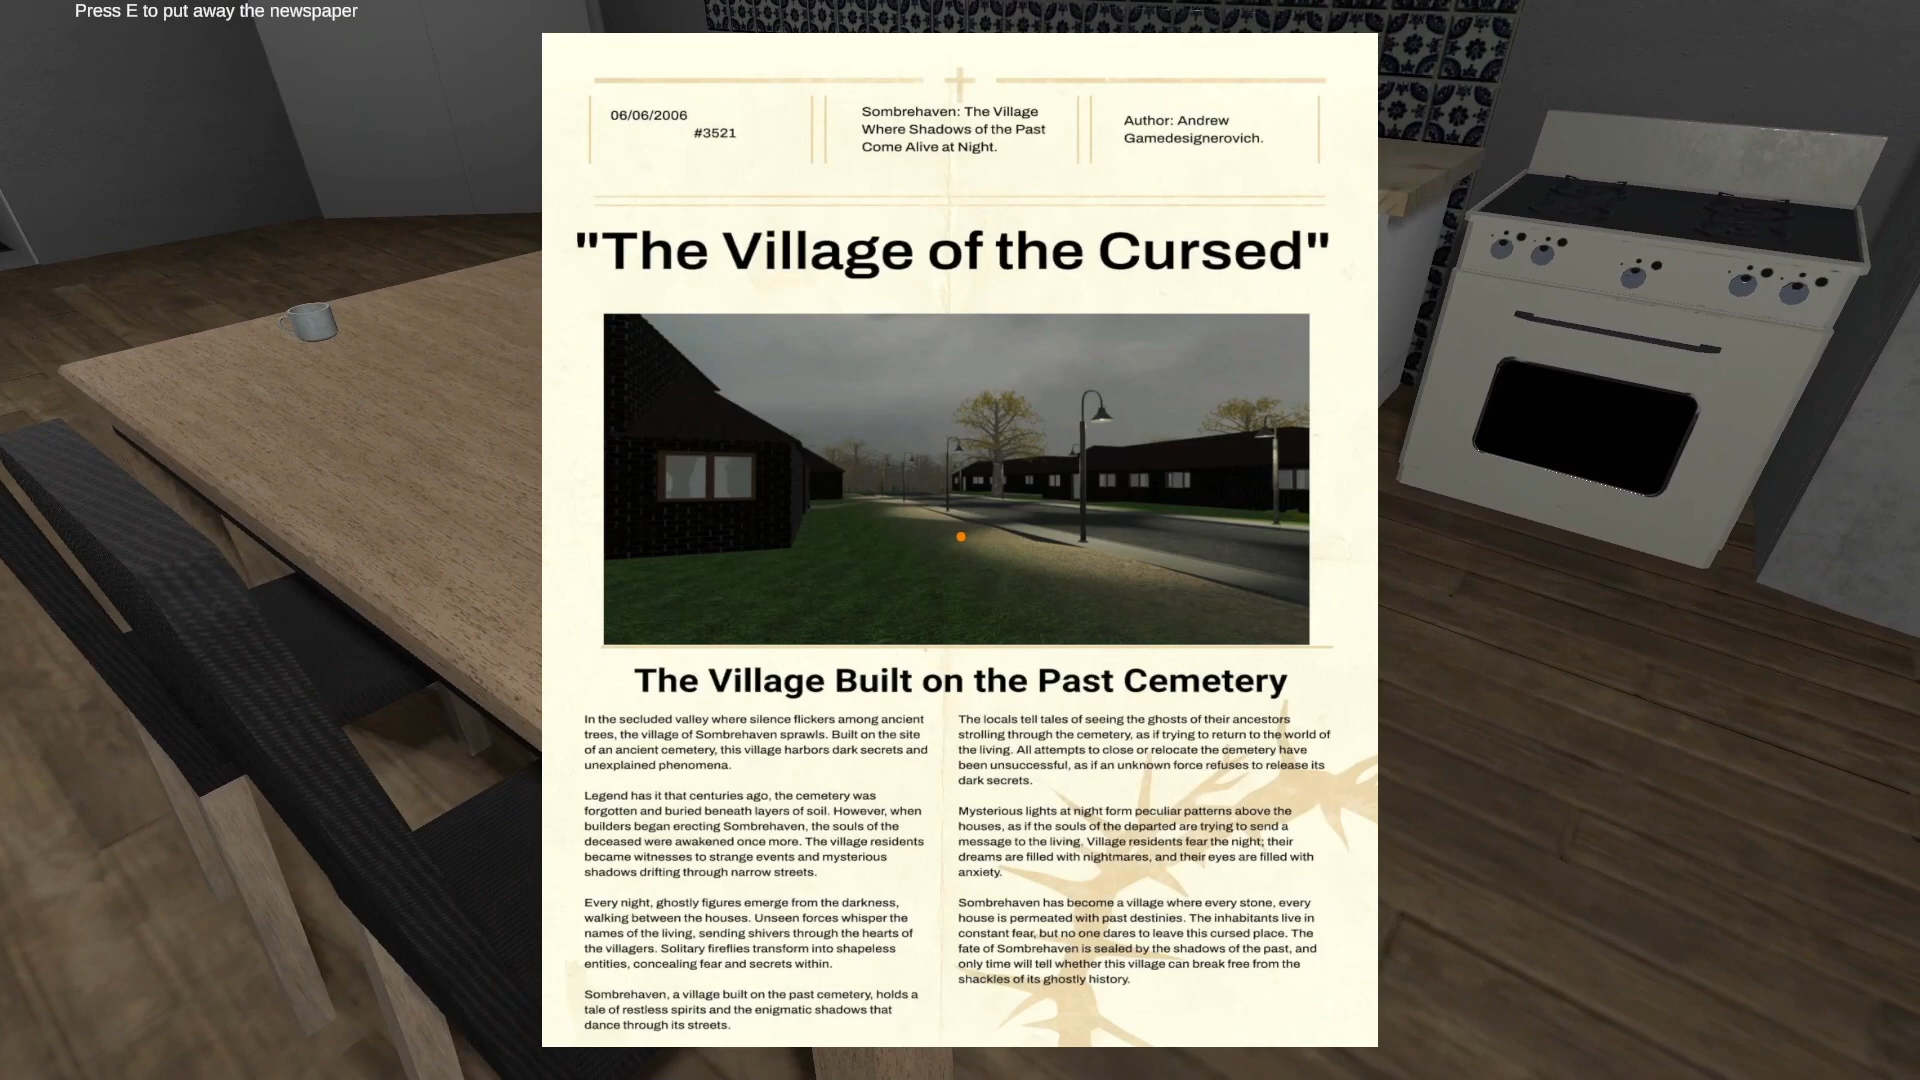 Press E to put away the newspaper
06/06/2006
#3521
Sombrehaven: The Village
Where Shadows of the Past
Come Alive at Night.
Author: Andrew
Gamedesignerovich.
"The Village of the Cursed"
The Village Built on the Past Cemetery
In the secluded valley where silence flickers among ancient
trees, the village of Sombrehaven sprawls. Built on the site
of an ancient cemetery, this village harbors dark secrets and
unexplained phenomena.
Legend has it that centuries ago, the cemetery was
forgotten and buried beneath layers of soil. However, when
builders began erecting Sombrehaven, the souls of the
deceased were awakened once more. The village residents
became witnesses to strange events and mysterious
shadows drifting through narrow streets.
Every night, ghostly figures emerge from the darkness,
walking between the houses. Unseen forces whisper the
names of the living, sending shivers through the hearts of
the villagers. Solitary fireflies transform into shapeless
entities, concealing fear and secrets within.
Sombrehaven, a village built on the past cemetery, holds a
tale of restless spirits and the enigmatic shadows that
dance through its streets.
The locals tell tales of seeing the ghosts of their ancestors
strolling through the cemetery, as if trying to return to the world of
the living. All attempts to close or relocate the cemetery have
been unsuccessful, as if an unknown force refuses to release its
dark secrets.
Mysterious lights at night form peculiar patterns above the
houses, as if the souls of the departed are trying to send a
message to the living. Village residents fear the night; their
dreams are filled with nightmares, and their eyes are filled with
anxiety.
Sombrehaven has become a village where every stone, every
house is permeated with past destinies. The inhabitants live in
constant fear, but no one dares to leave this cursed place. The
fate of Sombrehaven is sealed by the shadows of the past, and
only time will tell whether this village can break free from the
shackles of its ghostly history.